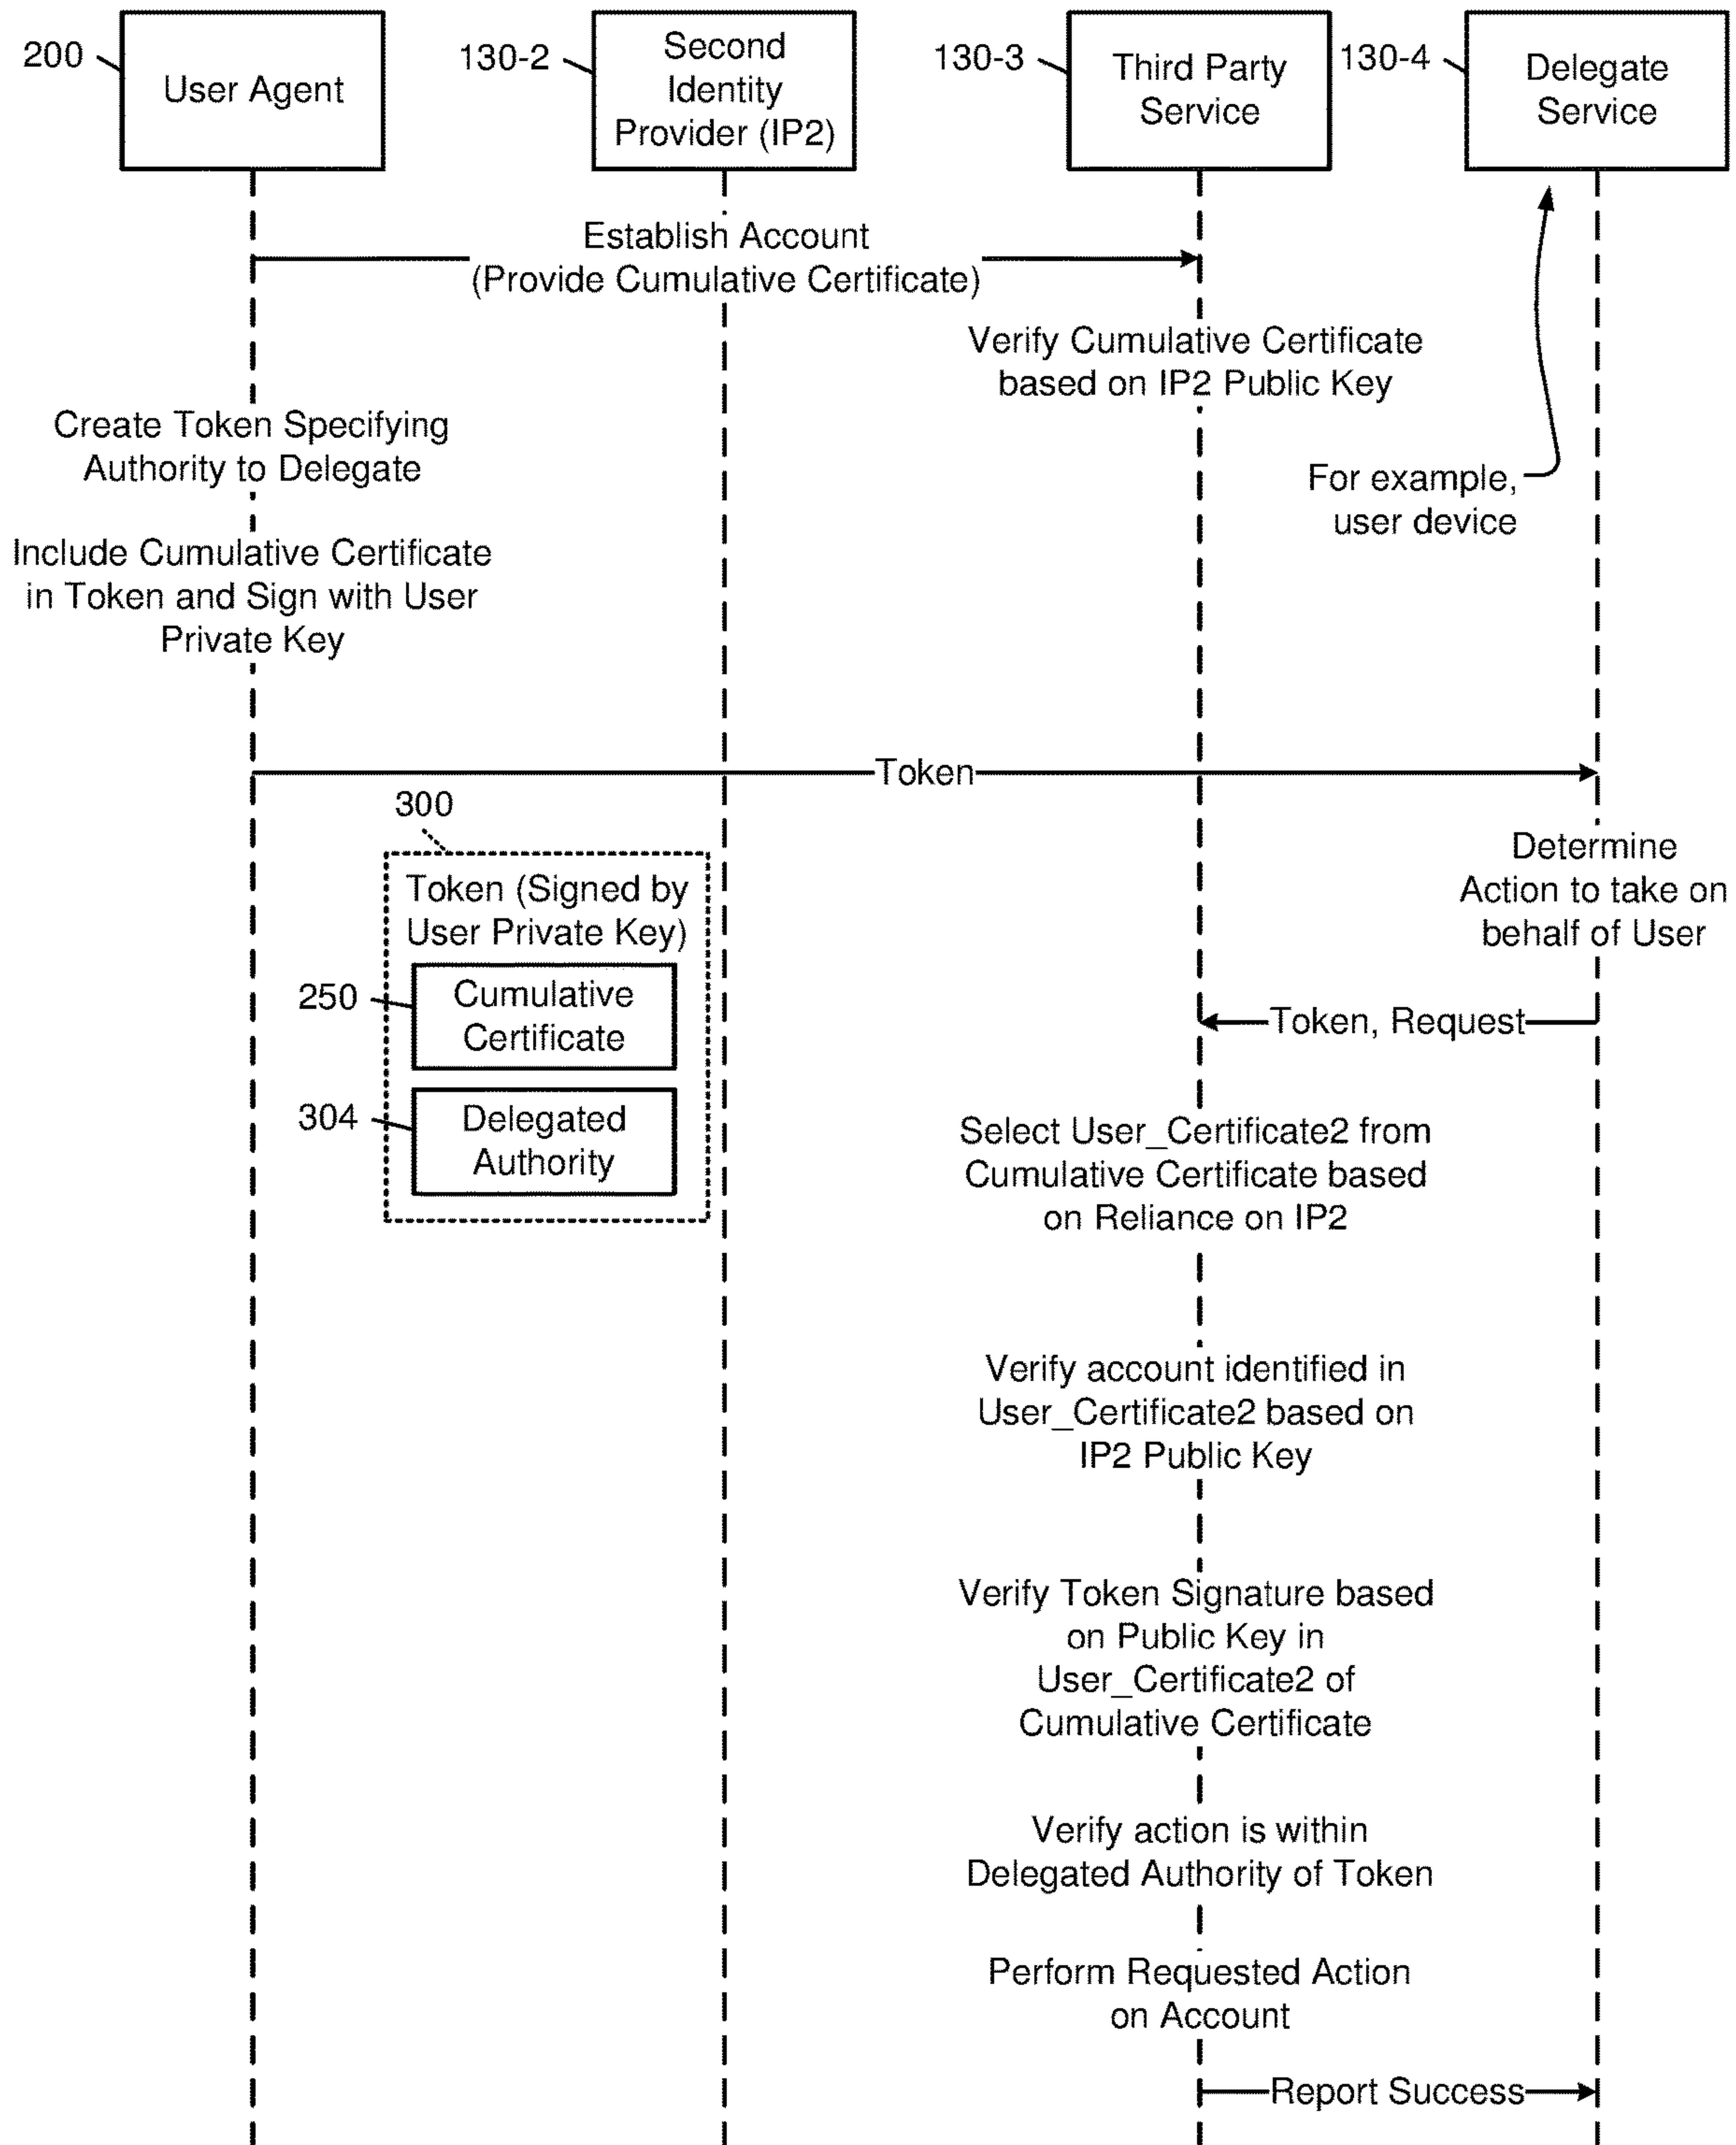 200
User Agent
130-2
Second
Identity
Provider (IP2)
130-3
Third Party
Service
130-4
Delegate
Service
Establish Account
(Provide Cumulative Certificate)
Verify Cumulative Certificate
based on IP2 Public Key
Create Token Specifying
Authority to Delegate
For example,
user device
Include Cumulative Certificate
in Token and Sign with User
Private Key
Token
300
Token (Signed by
User Private Key)
250
Cumulative
Certificate
304
Delegated
Authority
Determine
Action to take on
behalf of User
Token, Request
Select User_Certificate2 from
Cumulative Certificate based
on Reliance on IP2
Verify account identified in
User_Certificate2 based on
IP2 Public Key
Verify Token Signature based
on Public Key in
User_Certificate2 of
Cumulative Certificate
Verify action is within
Delegated Authority of Token
Perform Requested Action
on Account
Report Success